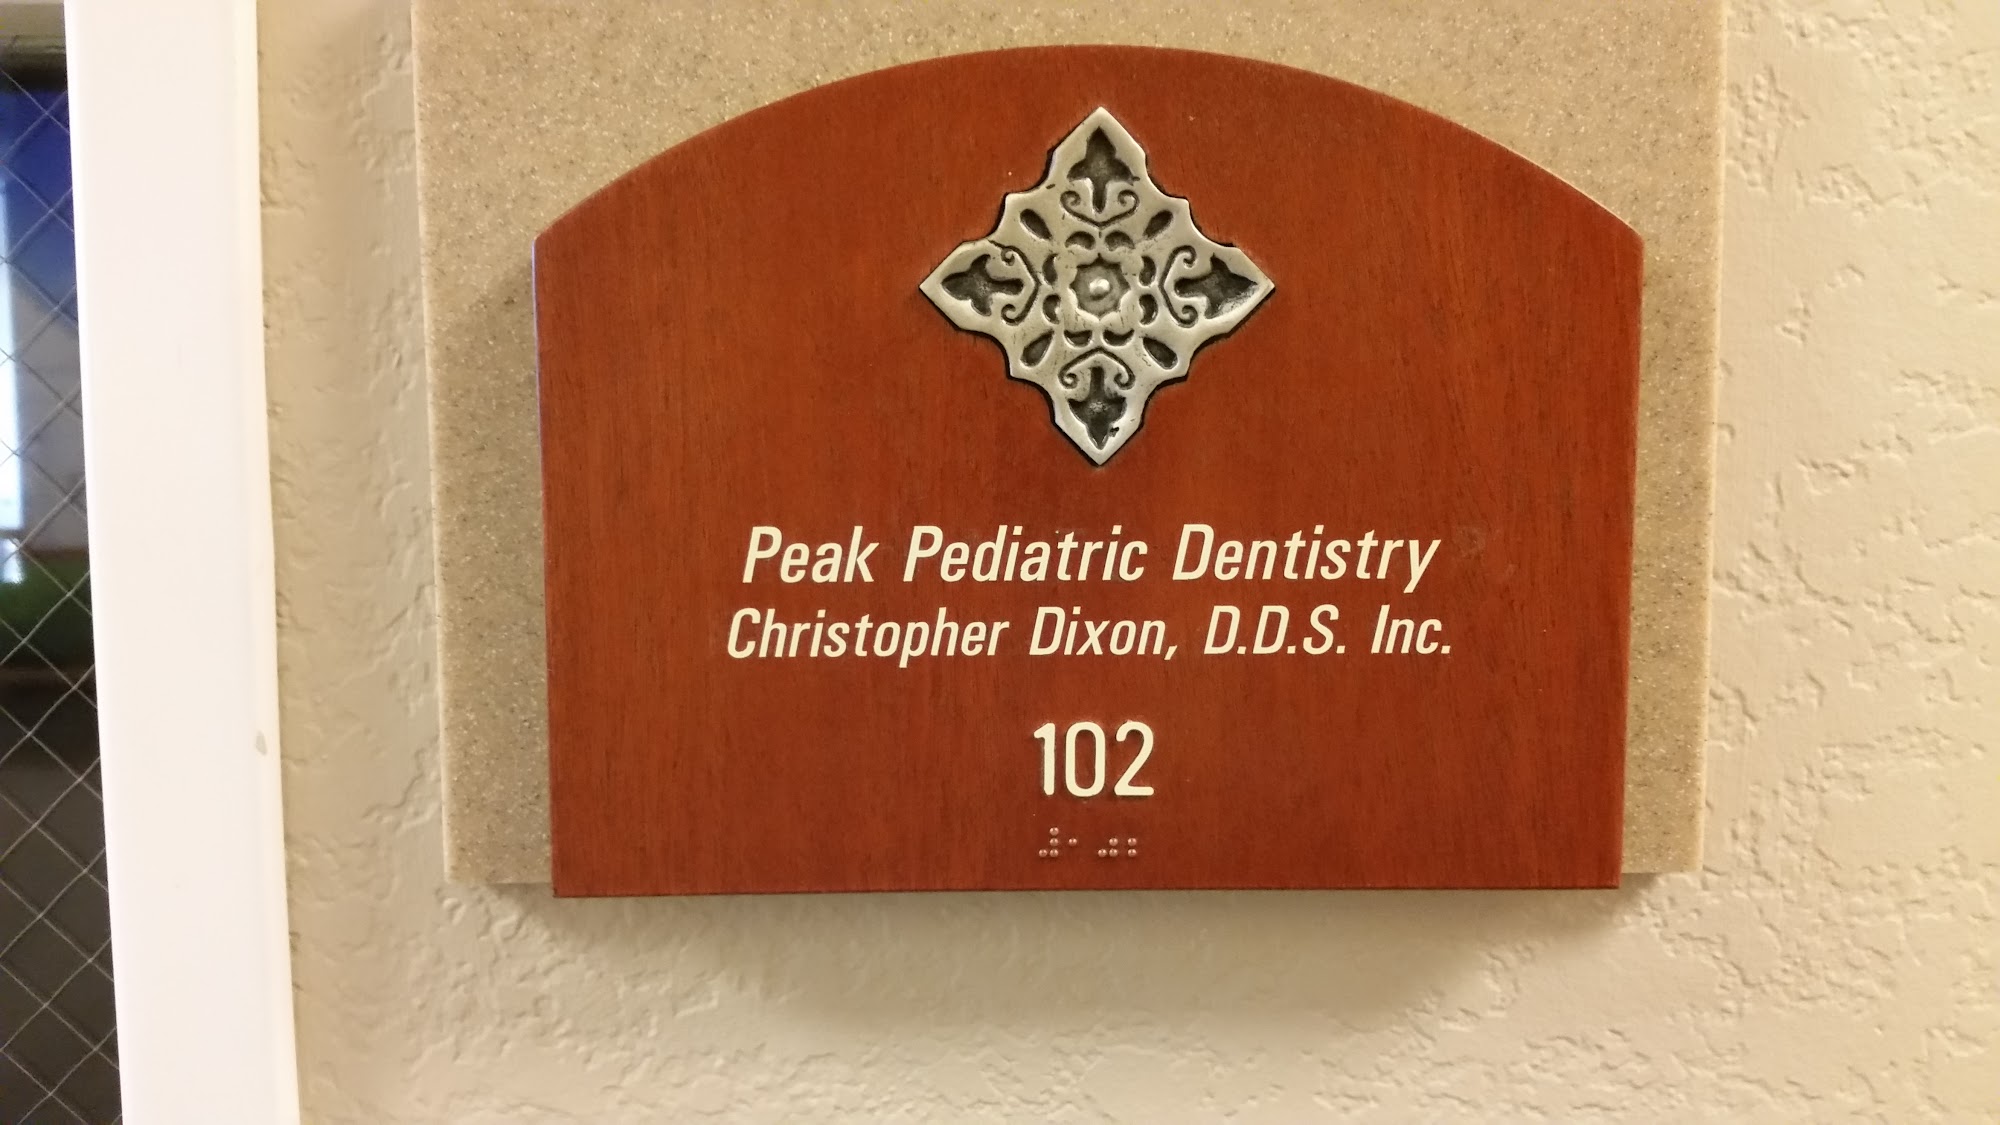 Peak Pediatric Dentistry
Christopher Dixon, D.D.S. Inc.
102
⠼⠁⠚⠃